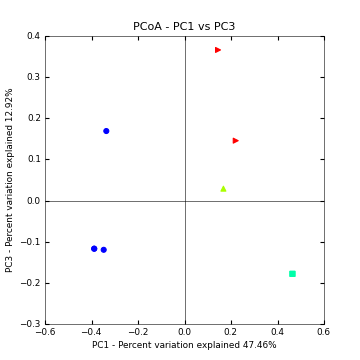 PCoA - PC1 vs PC3
0.4
0.3
0.2
0.1
0.0
−0.1
−0.2
−0.3
PC3 - Percent variation explained 12.92%
−0.6 −0.4 −0.2 0.0 0.2 0.4 0.6
PC1 - Percent variation explained 47.46%